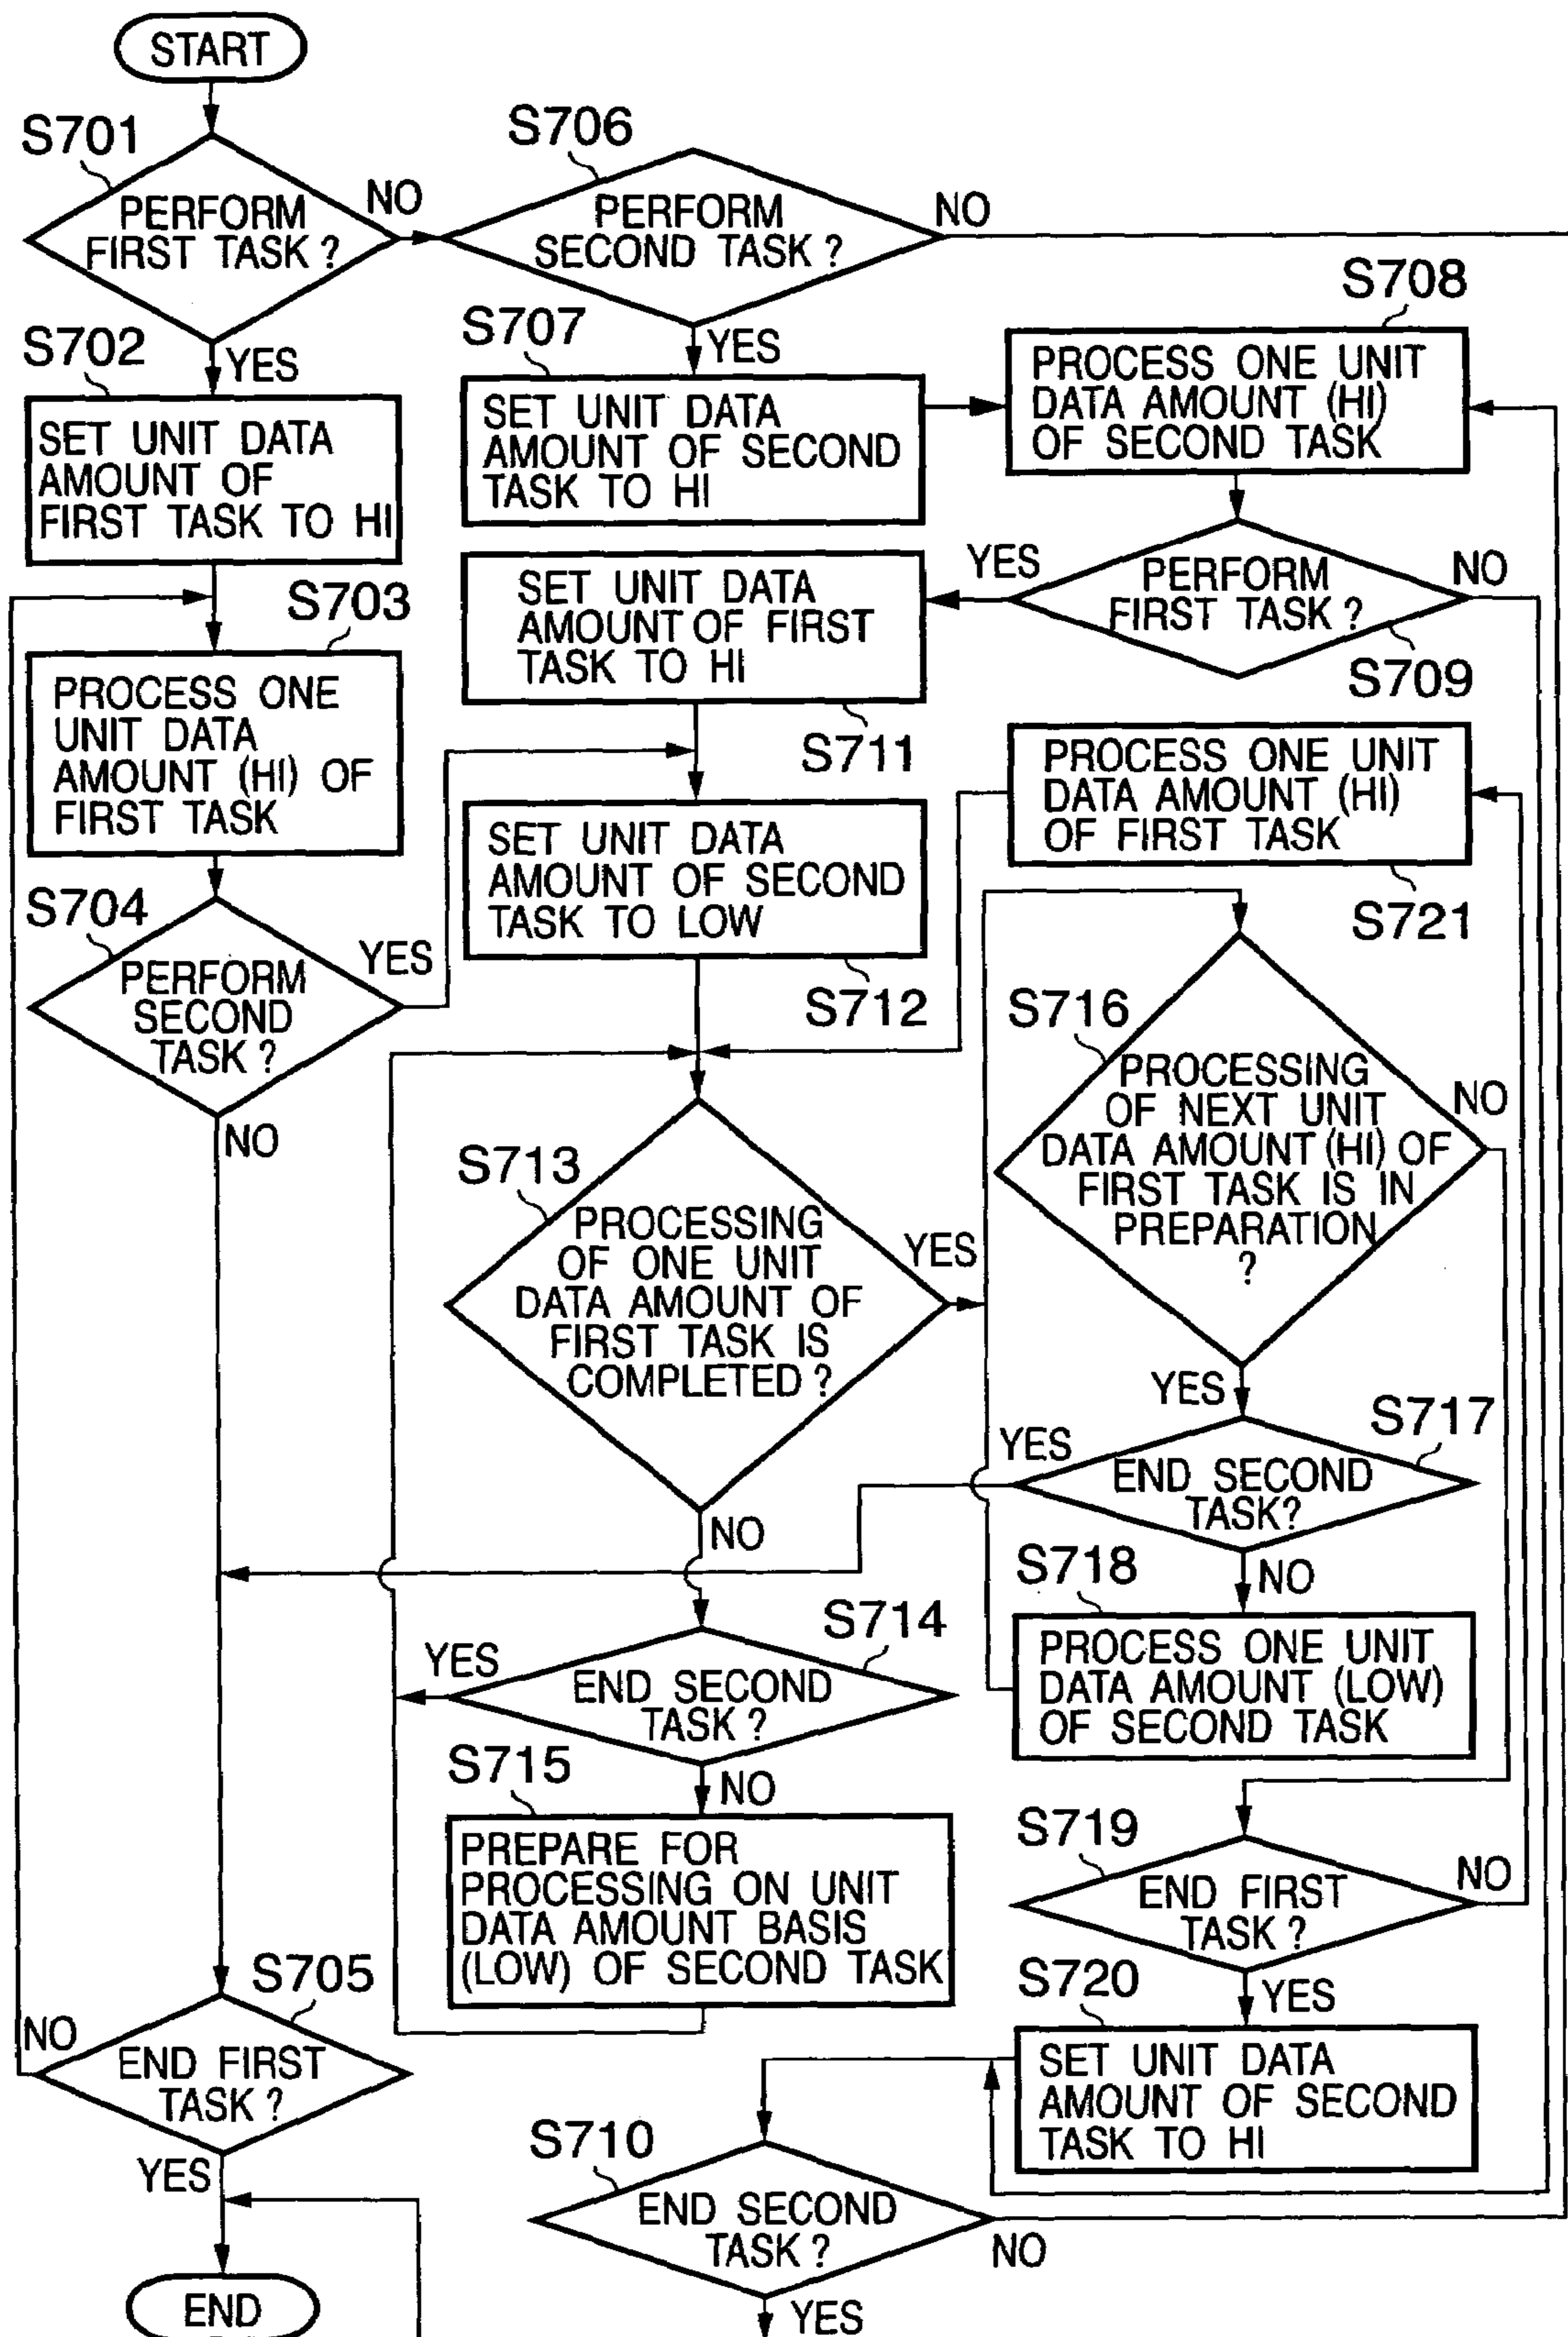 START
S701
PERFORM
FIRST TASK ?
NO
S706
PERFORM
SECOND TASK ?
NO
YES
S702
SET UNIT DATA
AMOUNT OF
FIRST TASK TO HI
YES
S707
SET UNIT DATA
AMOUNT OF SECOND
TASK TO HI
S708
PROCESS ONE UNIT
DATA AMOUNT (HI)
OF SECOND TASK
S703
PROCESS ONE
UNIT DATA
AMOUNT (HI) OF
FIRST TASK
SET UNIT DATA
AMOUNT OF FIRST
TASK TO HI
S711
YES
PERFORM
FIRST TASK ?
NO
S709
PROCESS ONE UNIT
DATA AMOUNT (HI)
OF FIRST TASK
S721
S704
PERFORM
SECOND
TASK ?
YES
NO
SET UNIT DATA
AMOUNT OF SECOND
TASK TO LOW
S712
S716
PROCESSING
OF NEXT UNIT
DATA AMOUNT (HI) OF
FIRST TASK IS IN
PREPARATION
?
NO
YES
S713
PROCESSING
OF ONE UNIT
DATA AMOUNT OF
FIRST TASK IS
COMPLETED ?
YES
NO
S717
YES
END SECOND
TASK?
NO
S714
YES
END SECOND
TASK ?
NO
S718
PROCESS ONE UNIT
DATA AMOUNT (LOW)
OF SECOND TASK
S715
PREPARE FOR
PROCESSING ON UNIT
DATA AMOUNT BASIS
(LOW) OF SECOND TASK
S719
END FIRST
TASK ?
NO
YES
S705
NO
END FIRST
TASK ?
YES
S720
SET UNIT DATA
AMOUNT OF SECOND
TASK TO HI
S710
END SECOND
TASK ?
NO
YES
END